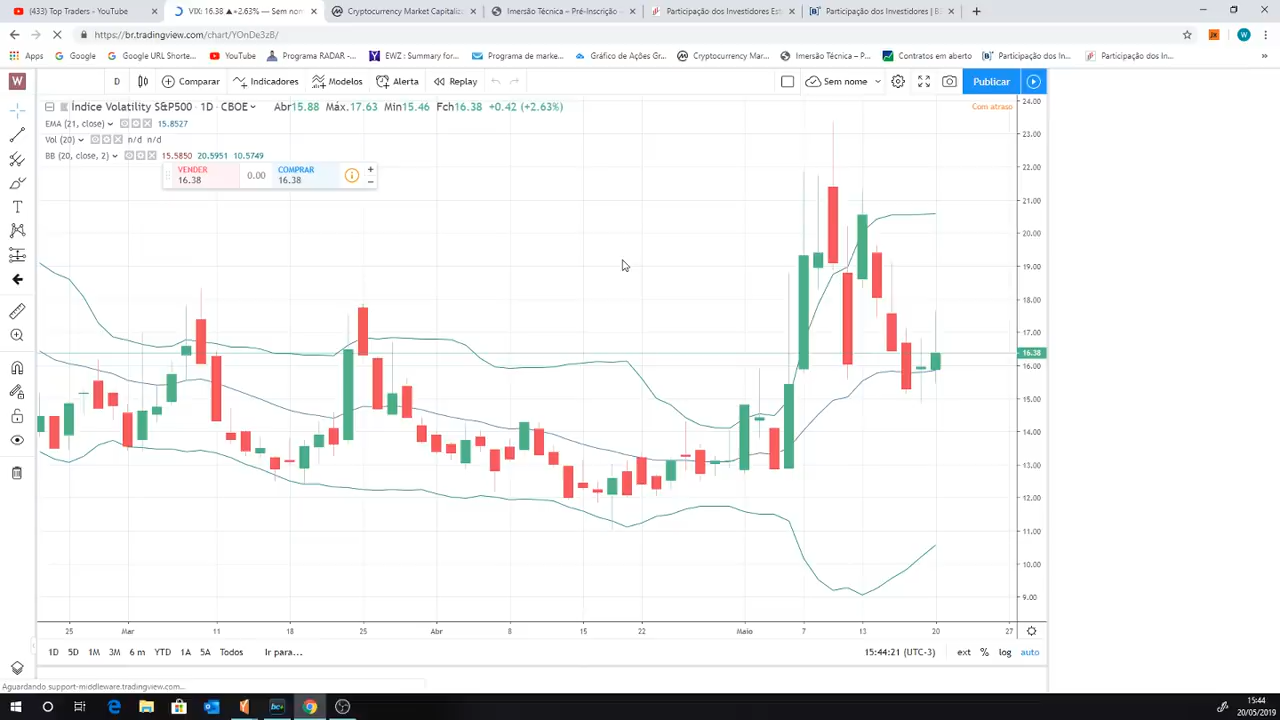 (433) Top Traders - YouTube
VIX: 16.38 ▲+2.63% — Sem nom
Cryptocurrency Market Capitaliz
Imersão Técnica – Pré-Inscrição –
Participação dos Investidores Est
Participação dos Investidores | B
https://br.tradingview.com/chart/YOnDe3zB/
Apps
Google
Google URL Shorte...
YouTube
Programa RADAR -...
EWZ : Summary for...
Programa de marke...
Gráfico de Ações Gr...
Cryptocurrency Mar...
Imersão Técnica – P...
Contratos em aberto
Participação dos In...
Participação dos In...
W
D
Comparar
Indicadores
Modelos
Alerta
Replay
Sem nome
Publicar
Índice Volatility S&P500 · 1D · CBOE
Abr15.88 Máx.17.63 Min15.46 Fch16.38 +0.42 (+2.63%)
Com atraso
EMA (21, close) 15.8527
Vol (20) n/d n/d
BB (20, close, 2) 15.5850 20.5951 10.5749
VENDER
16.38
0.00
COMPRAR
16.38
24.00
23.00
22.00
21.00
20.00
19.00
18.00
17.00
16.38
16.00
15.00
14.00
13.00
12.00
11.00
10.00
9.00
25 Mar 11 18 25 Abr 8 15 22 Maio 7 13 20 27
1D 5D 1M 3M 6 m YTD 1A 5A Todos Ir para...
15:44:21 (UTC-3) ext % log auto
Aguardando support-middleware.tradingview.com...
15:44
20/05/2019